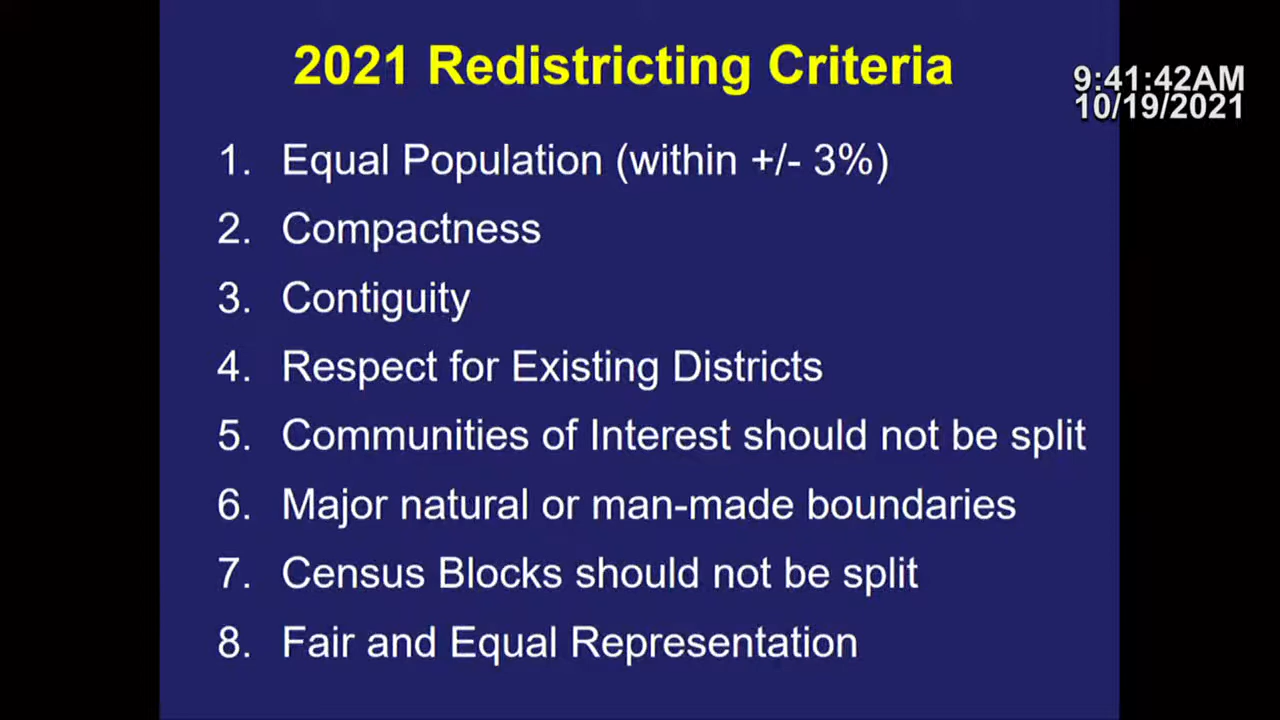 2021 Redistricting Criteria
9:41:42AM
10/19/2021
1. Equal Population (within +/- 3%)
2. Compactness
3. Contiguity
4. Respect for Existing Districts
5. Communities of Interest should not be split
6. Major natural or man-made boundaries
7. Census Blocks should not be split
8. Fair and Equal Representation